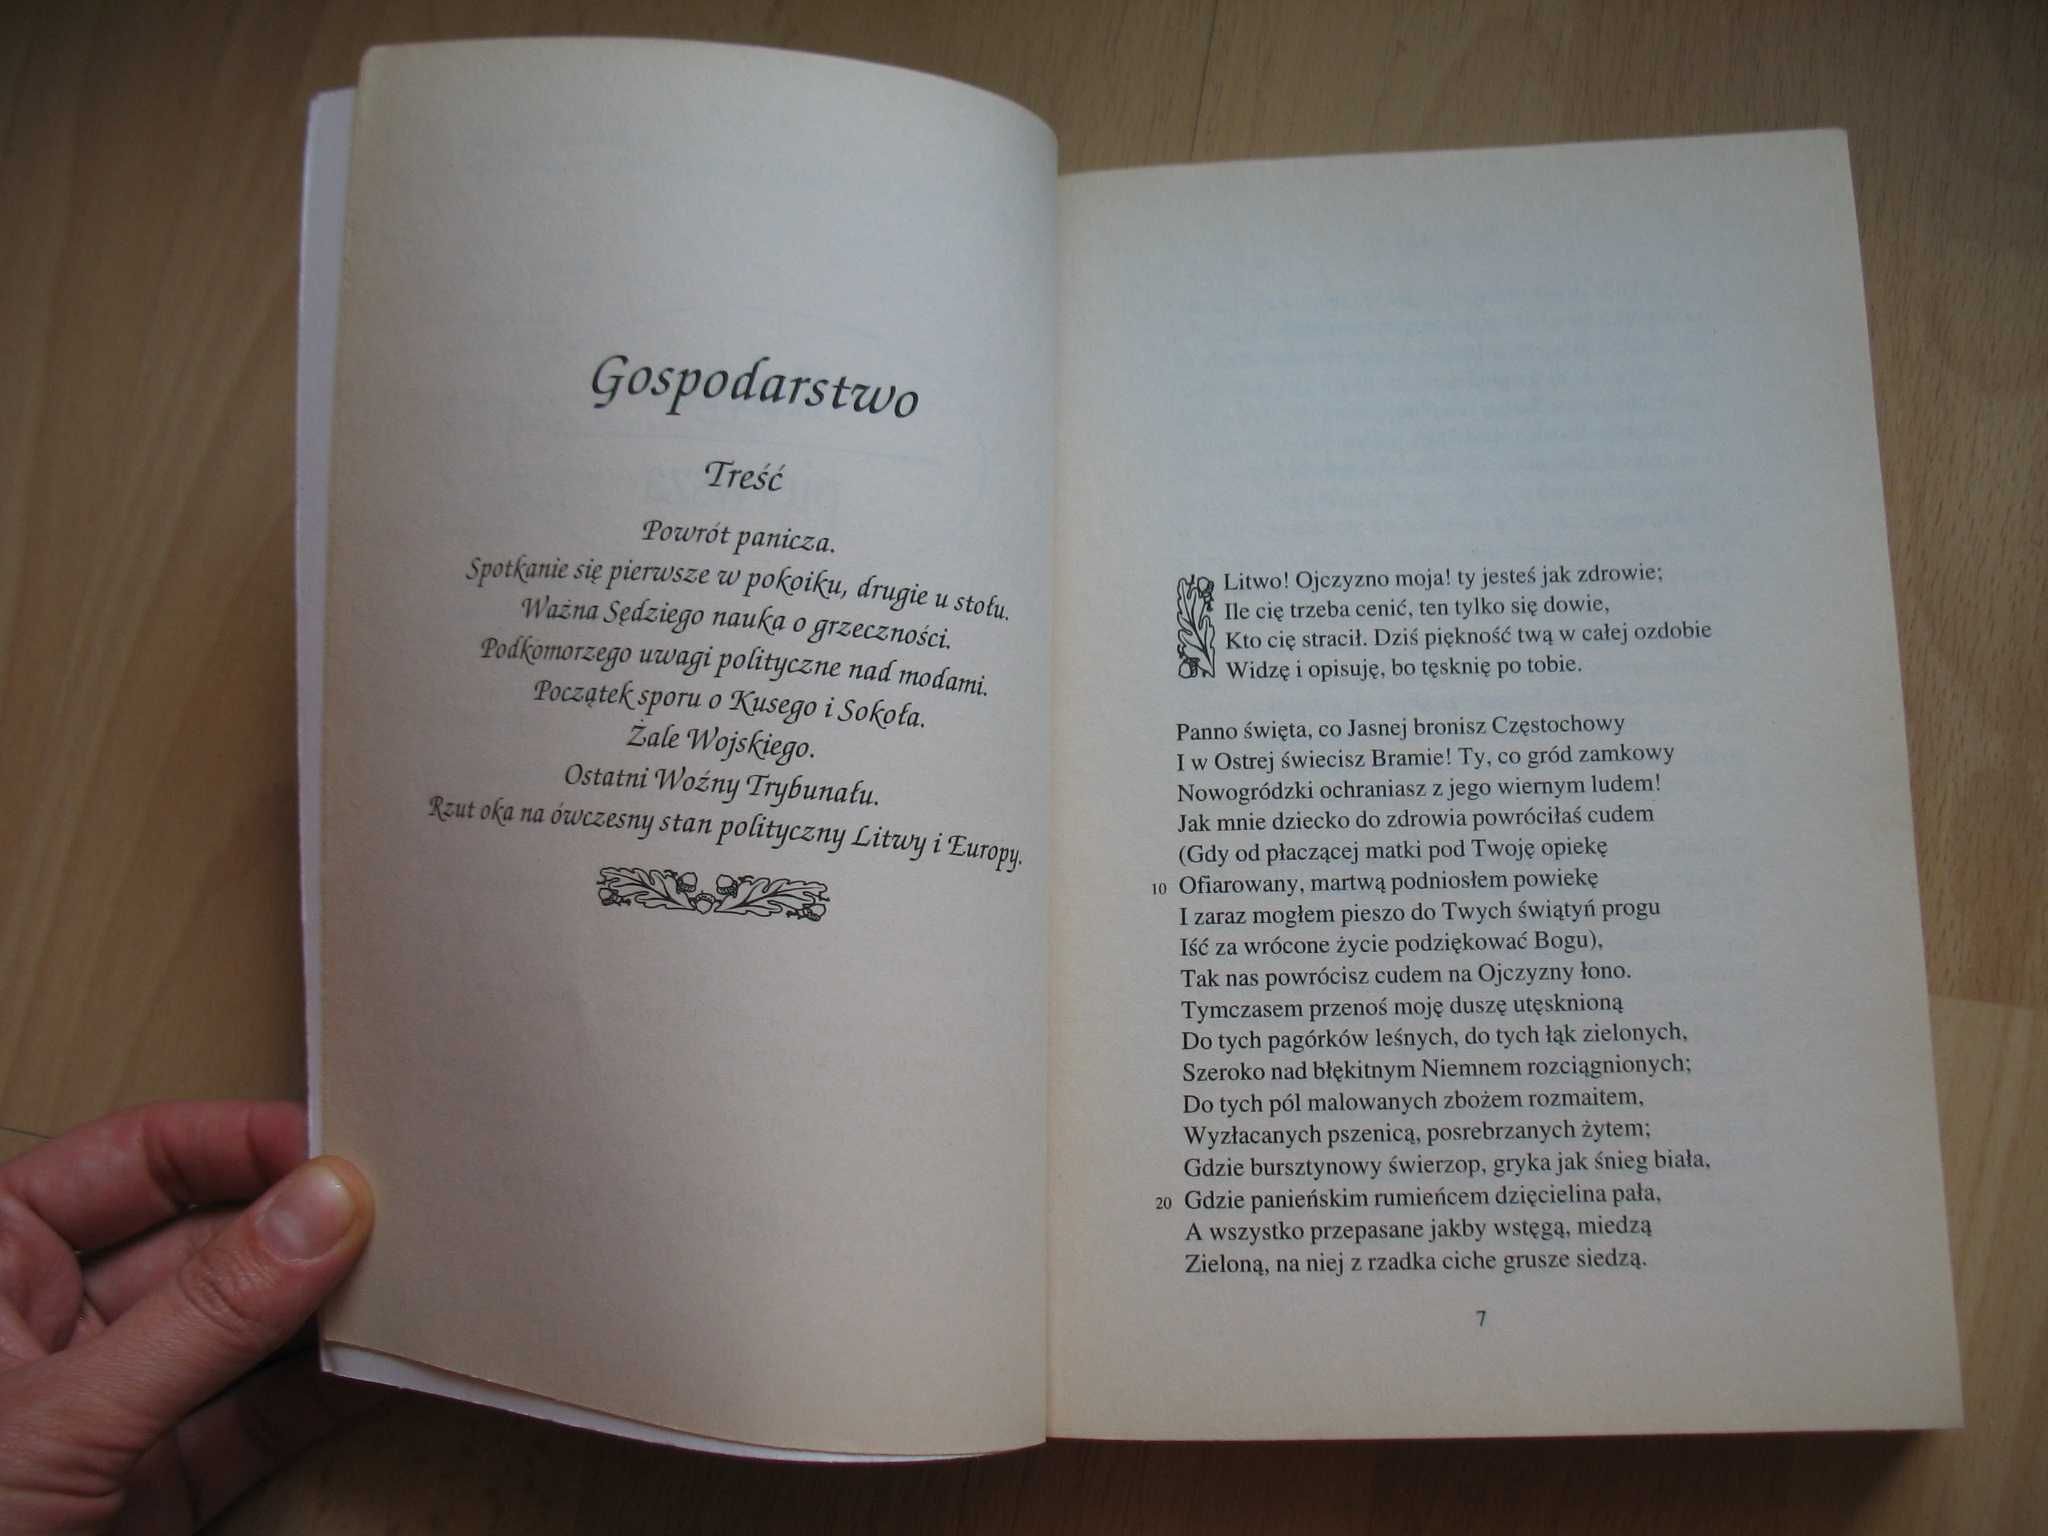 Gospodarstwo
Treść
Powrót panicza.
Spotkanie się pierwsze w pokoiku, drugie u stołu.
Ważna Sędziego nauka o grzeczności.
Podkomorzego uwagi polityczne nad modami.
Początek sporu o Kusego i Sokoła.
Żale Wojskiego.
Ostatni Woźny Trybunału.
Rzut oka na ówczesny stan polityczny Litwy i Europy.
Litwo! Ojczyzno moja! ty jesteś jak zdrowie;
Ile cię trzeba cenić, ten tylko się dowie,
Kto cię stracił. Dziś piękność twą w całej ozdobie
Widzę i opisuję, bo tęsknię po tobie.
Panno święta, co Jasnej bronisz Częstochowy
I w Ostrej świecisz Bramie! Ty, co gród zamkowy
Nowogródzki ochraniasz z jego wiernym ludem!
Jak mnie dziecko do zdrowia powróciłaś cudem
(Gdy od płaczącej matki pod Twoję opiekę
10 Ofiarowany, martwą podniosłem powiekę
I zaraz mogłem pieszo do Twych świątyń progu
Iść za wrócone życie podziękować Bogu),
Tak nas powrócisz cudem na Ojczyzny łono.
Tymczasem przenoś moję duszę utęsknioną
Do tych pagórków leśnych, do tych łąk zielonych,
Szeroko nad błękitnym Niemnem rozciągnionych;
Do tych pól malowanych zbożem rozmaitem,
Wyzłacanych pszenicą, posrebrzanych żytem;
Gdzie bursztynowy świerzop, gryka jak śnieg biała,
20 Gdzie panieńskim rumieńcem dzięcielina pała,
A wszystko przepasane jakby wstęgą, miedzą
Zieloną, na niej z rzadka ciche grusze siedzą.
7